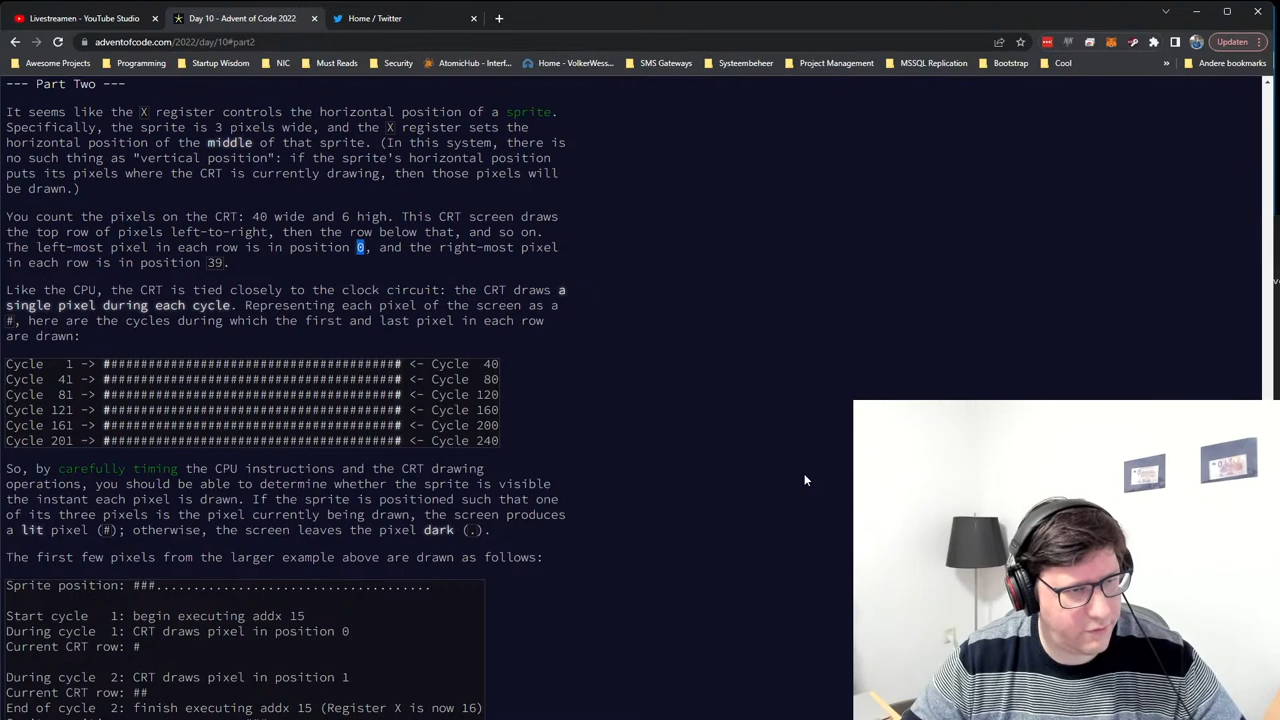 Livestreamen - YouTube Studio
Day 10 - Advent of Code 2022
Home / Twitter
adventofcode.com/2022/day/10#part2
Updaten
Awesome Projects
Programming
Startup Wisdom
NIC
Must Reads
Security
AtomicHub - Interf...
Home - VolkerWess...
SMS Gateways
Systeembeheer
Project Management
MSSQL Replication
Bootstrap
Cool
Andere bookmarks
--- Part Two ---
It seems like the X register controls the horizontal position of a sprite.
Specifically, the sprite is 3 pixels wide, and the X register sets the
horizontal position of the middle of that sprite. (In this system, there is
no such thing as "vertical position": if the sprite's horizontal position
puts its pixels where the CRT is currently drawing, then those pixels will
be drawn.)
You count the pixels on the CRT: 40 wide and 6 high. This CRT screen draws
the top row of pixels left-to-right, then the row below that, and so on.
The left-most pixel in each row is in position 0, and the right-most pixel
in each row is in position 39.
Like the CPU, the CRT is tied closely to the clock circuit: the CRT draws a
single pixel during each cycle. Representing each pixel of the screen as a
#, here are the cycles during which the first and last pixel in each row
are drawn:
Cycle   1 -> ######################################## <- Cycle  40
Cycle  41 -> ######################################## <- Cycle  80
Cycle  81 -> ######################################## <- Cycle 120
Cycle 121 -> ######################################## <- Cycle 160
Cycle 161 -> ######################################## <- Cycle 200
Cycle 201 -> ######################################## <- Cycle 240
So, by carefully timing the CPU instructions and the CRT drawing
operations, you should be able to determine whether the sprite is visible
the instant each pixel is drawn. If the sprite is positioned such that one
of its three pixels is the pixel currently being drawn, the screen produces
a lit pixel (#); otherwise, the screen leaves the pixel dark (.).
The first few pixels from the larger example above are drawn as follows:
Sprite position: ###.....................................
Start cycle   1: begin executing addx 15
During cycle  1: CRT draws pixel in position 0
Current CRT row: #
During cycle  2: CRT draws pixel in position 1
Current CRT row: ##
End of cycle  2: finish executing addx 15 (Register X is now 16)